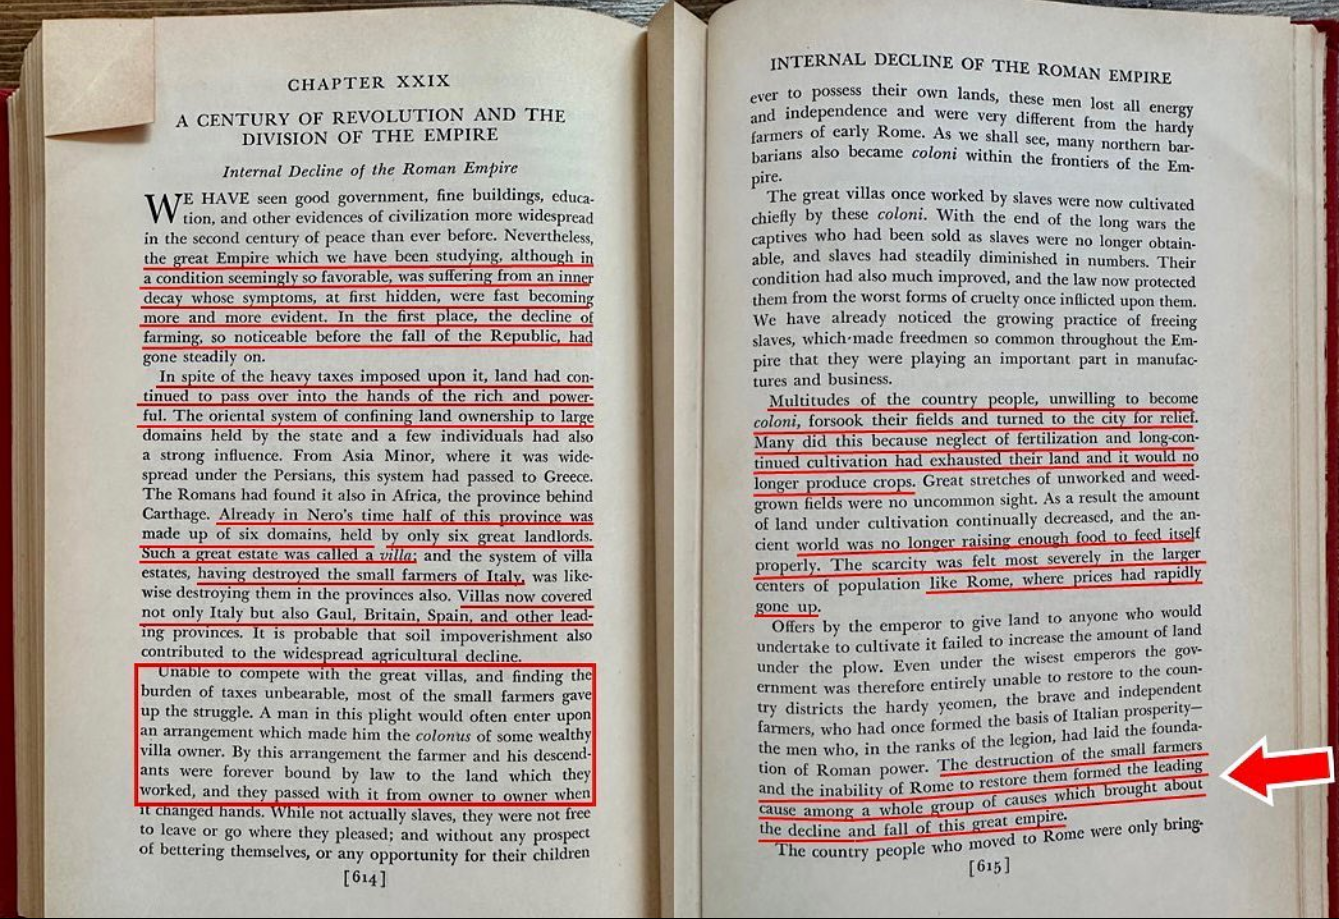 CHAPTER XXIX
A CENTURY OF REVOLUTION AND THE
DIVISION OF THE EMPIRE
Internal Decline of the Roman Empire
WE HAVE seen good government, fine buildings, educa-
tion, and other evidences of civilization more widespread
in the second century of peace than ever before. Nevertheless,
the great Empire which we have been studying, although in
a condition seemingly so favorable, was suffering from an inner
decay whose symptoms, at first hidden, were fast becoming
more and more evident. In the first place, the decline of
farming, so noticeable before the fall of the Republic, had
gone steadily on.
In spite of the heavy taxes imposed upon it, land had con-
tinued to pass over into the hands of the rich and power-
ful. The oriental system of confining land ownership to large
domains held by the state and a few individuals had also
a strong influence. From Asia Minor, where it was wide-
spread under the Persians, this system had passed to Greece.
The Romans had found it also in Africa, the province behind
Carthage. Already in Nero's time half of this province was
made up of six domains, held by only six great landlords.
Such a great estate was called a villa; and the system of villa
estates, having destroyed the small farmers of Italy, was like-
wise destroying them in the provinces also. Villas now covered
not only Italy but also Gaul, Britain, Spain, and other lead-
ing provinces. It is probable that soil impoverishment also
contributed to the widespread agricultural decline.
Unable to compete with the great villas, and finding the
burden of taxes unbearable, most of the small farmers gave
up the struggle. A man in this plight would often enter upon
an arrangement which made him the colonus of some wealthy
villa owner. By this arrangement the farmer and his descend-
ants were forever bound by law to the land which they
worked, and they passed with it from owner to owner when
it changed hands. While not actually slaves, they were not free
to leave or go where they pleased; and without any prospect
of bettering themselves, or any opportunity for their children
[614]
INTERNAL DECLINE OF THE ROMAN EMPIRE
ever to possess their own lands, these men lost all energy
and independence and were very different from the hardy
farmers of early Rome. As we shall see, many northern bar-
barians also became coloni within the frontiers of the Em-
pire.
The great villas once worked by slaves were now cultivated
chiefly by these coloni. With the end of the long wars the
captives who had been sold as slaves were no longer obtain-
able, and slaves had steadily diminished in numbers. Their
condition had also much improved, and the law now protected
them from the worst forms of cruelty once inflicted upon them.
We have already noticed the growing practice of freeing
slaves, which made freedmen so common throughout the Em-
pire that they were playing an important part in manufac-
tures and business.
Multitudes of the country people, unwilling to become
coloni, forsook their fields and turned to the city for relief.
Many did this because neglect of fertilization and long-con-
tinued cultivation had exhausted their land and it would no
longer produce crops. Great stretches of unworked and weed-
grown fields were no uncommon sight. As a result the amount
of land under cultivation continually decreased, and the an-
cient world was no longer raising enough food to feed itself
properly. The scarcity was felt most severely in the larger
centers of population like Rome, where prices had rapidly
gone up.
Offers by the emperor to give land to anyone who would
undertake to cultivate it failed to increase the amount of land
under the plow. Even under the wisest emperors the gov-
ernment was therefore entirely unable to restore to the coun-
try districts the hardy yeomen, the brave and independent
farmers, who had once formed the basis of Italian prosperity—
the men who, in the ranks of the legion, had laid the founda-
tion of Roman power. The destruction of the small farmers
and the inability of Rome to restore them formed the leading
cause among a whole group of causes which brought about
the decline and fall of this great empire.
The country people who moved to Rome were only bring-
[615]